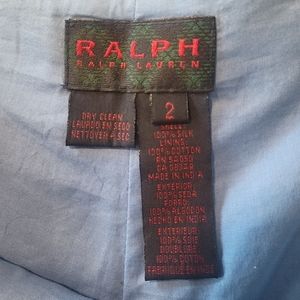 RALPH
RALPH LAUREN
DRY CLEAN
LAVADO EN SECO
NETTOYER A SEC
2
SHELL:
100% SILK
LINING:
100% COTTON
RN 54050
CA 08344
MADE IN INDIA
EXTERIOR:
100% SEDA
FORRO:
100% ALGODON
HECHO EN INDIA
EXTERIEUR:
100% SOIE
DOUBLURE:
100% COTON
FABRIQUE EN INDE